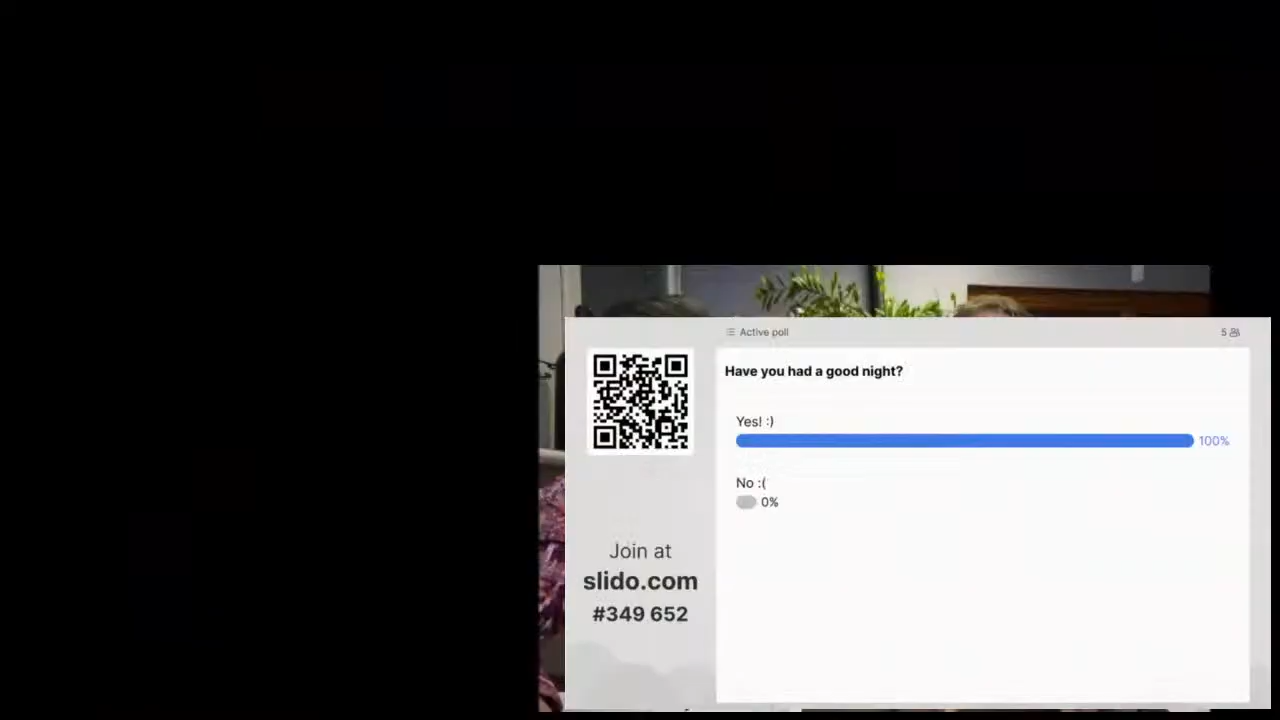 Active poll
5
Have you had a good night?
Yes! :)
100%
No :(
0%
Join at
slido.com
#349 652